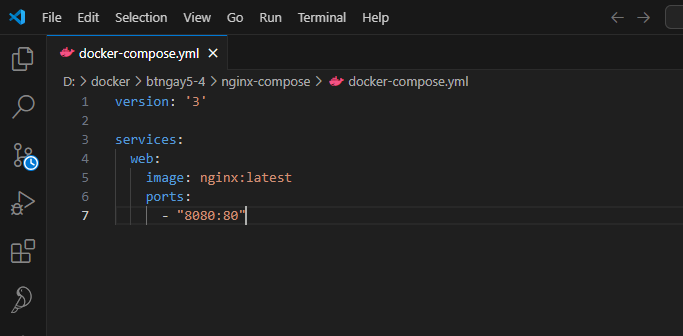 File Edit Selection View Go Run Terminal Help
docker-compose.yml
D: > docker > btngay5-4 > nginx-compose > docker-compose.yml
1 version: '3'
2
3 services:
4 web:
5 image: nginx:latest
6 ports:
7 - "8080:80"